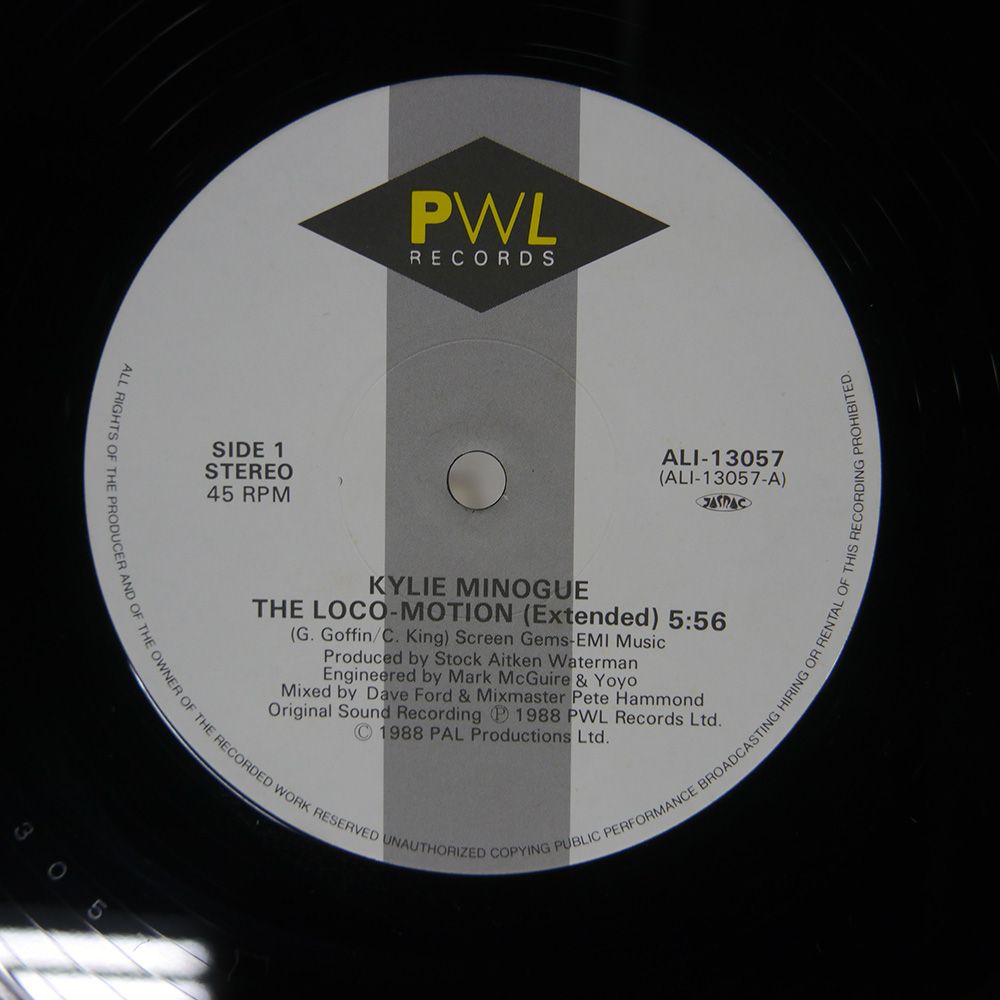 PWL
RECORDS
SIDE 1
STEREO
45 RPM
ALI-13057
(ALI-13057-A)
JASRAC
KYLIE MINOGUE
THE LOCO-MOTION (Extended) 5:56
(G. Goffin/C. King) Screen Gems-EMI Music
Produced by Stock Aitken Waterman
Engineered by Mark McGuire & Yoyo
Mixed by Dave Ford & Mixmaster Pete Hammond
Original Sound Recording Ⓟ 1988 PWL Records Ltd.
© 1988 PAL Productions Ltd.
ALL RIGHTS OF THE PRODUCER AND OF THE OWNER OF THE RECORDED WORK RESERVED UNAUTHORIZED COPYING PUBLIC PERFORMANCE BROADCASTING HIRING OR RENTAL OF THIS RECORDING PROHIBITED.
3 0 5